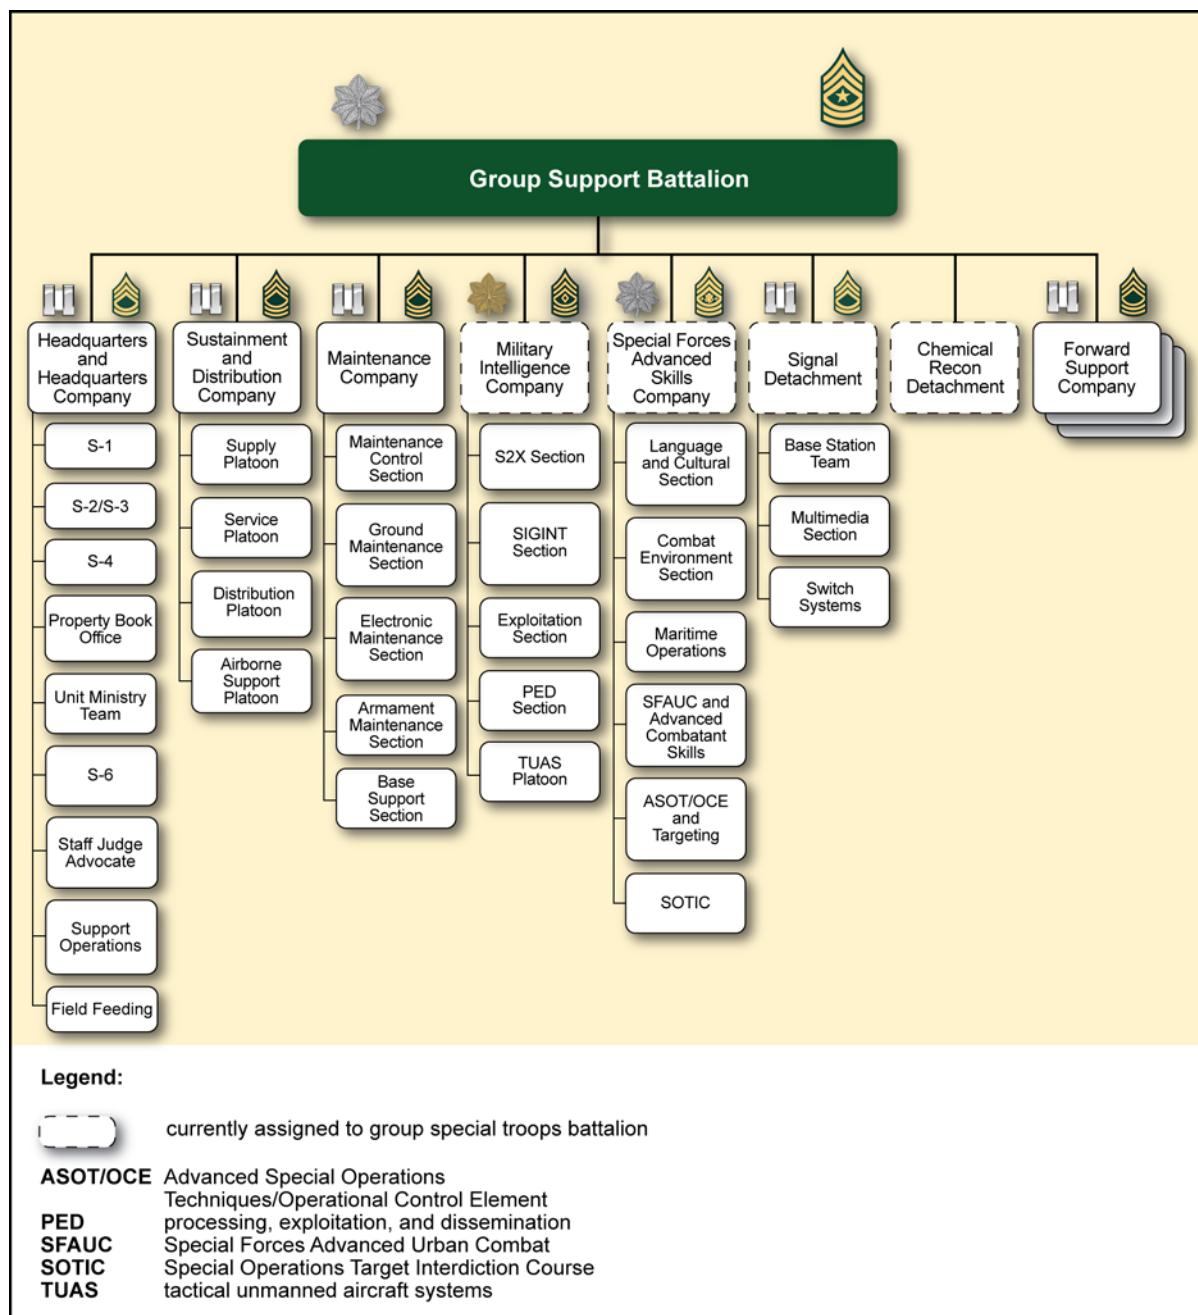 Group Support Battalion
Headquarters
and
Headquarters
Company
S-1
S-2/S-3
S-4
Property Book
Office
Unit Ministry
Team
S-6
Staff Judge
Advocate
Support
Operations
Field Feeding
Sustainment
and
Distribution
Company
Supply
Platoon
Service
Platoon
Distribution
Platoon
Airborne
Support
Platoon
Maintenance
Company
Maintenance
Control
Section
Ground
Maintenance
Section
Electronic
Maintenance
Section
Armament
Maintenance
Section
Base
Support
Section
Military
Intelligence
Company
S2X Section
SIGINT
Section
Exploitation
Section
PED
Section
TUAS
Platoon
Special Forces
Advanced
Skills
Company
Language
and Cultural
Section
Combat
Environment
Section
Maritime
Operations
SFAUC and
Advanced
Combatant
Skills
ASOT/OCE
and
Targeting
SOTIC
Signal
Detachment
Base Station
Team
Multimedia
Section
Switch
Systems
Chemical
Recon
Detachment
Forward
Support
Company
Legend:
currently assigned to group special troops battalion
ASOT/OCE Advanced Special Operations
Techniques/Operational Control Element
PED processing, exploitation, and dissemination
SFAUC Special Forces Advanced Urban Combat
SOTIC Special Operations Target Interdiction Course
TUAS tactical unmanned aircraft systems